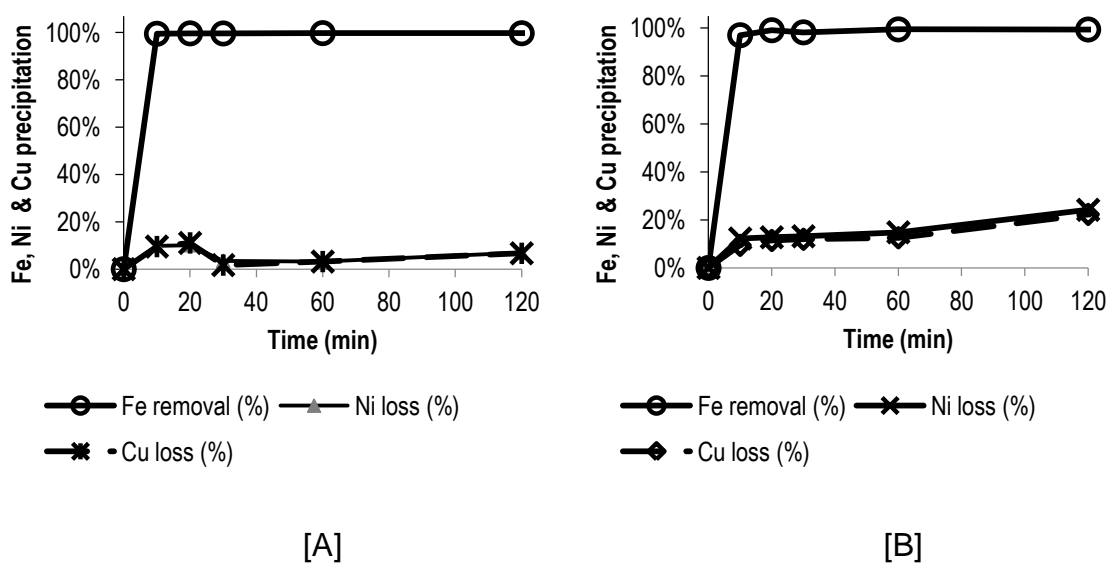 Fe, Ni & Cu precipitation
100%
80%
60%
40%
20%
0%
0 20 40 60 80 100 120
Time (min)
Fe removal (%) Ni loss (%)
Cu loss (%)
[A]
Fe, Ni & Cu precipitation
100%
80%
60%
40%
20%
0%
0 20 40 60 80 100 120
Time (min)
Fe removal (%) Ni loss (%)
Cu loss (%)
[B]